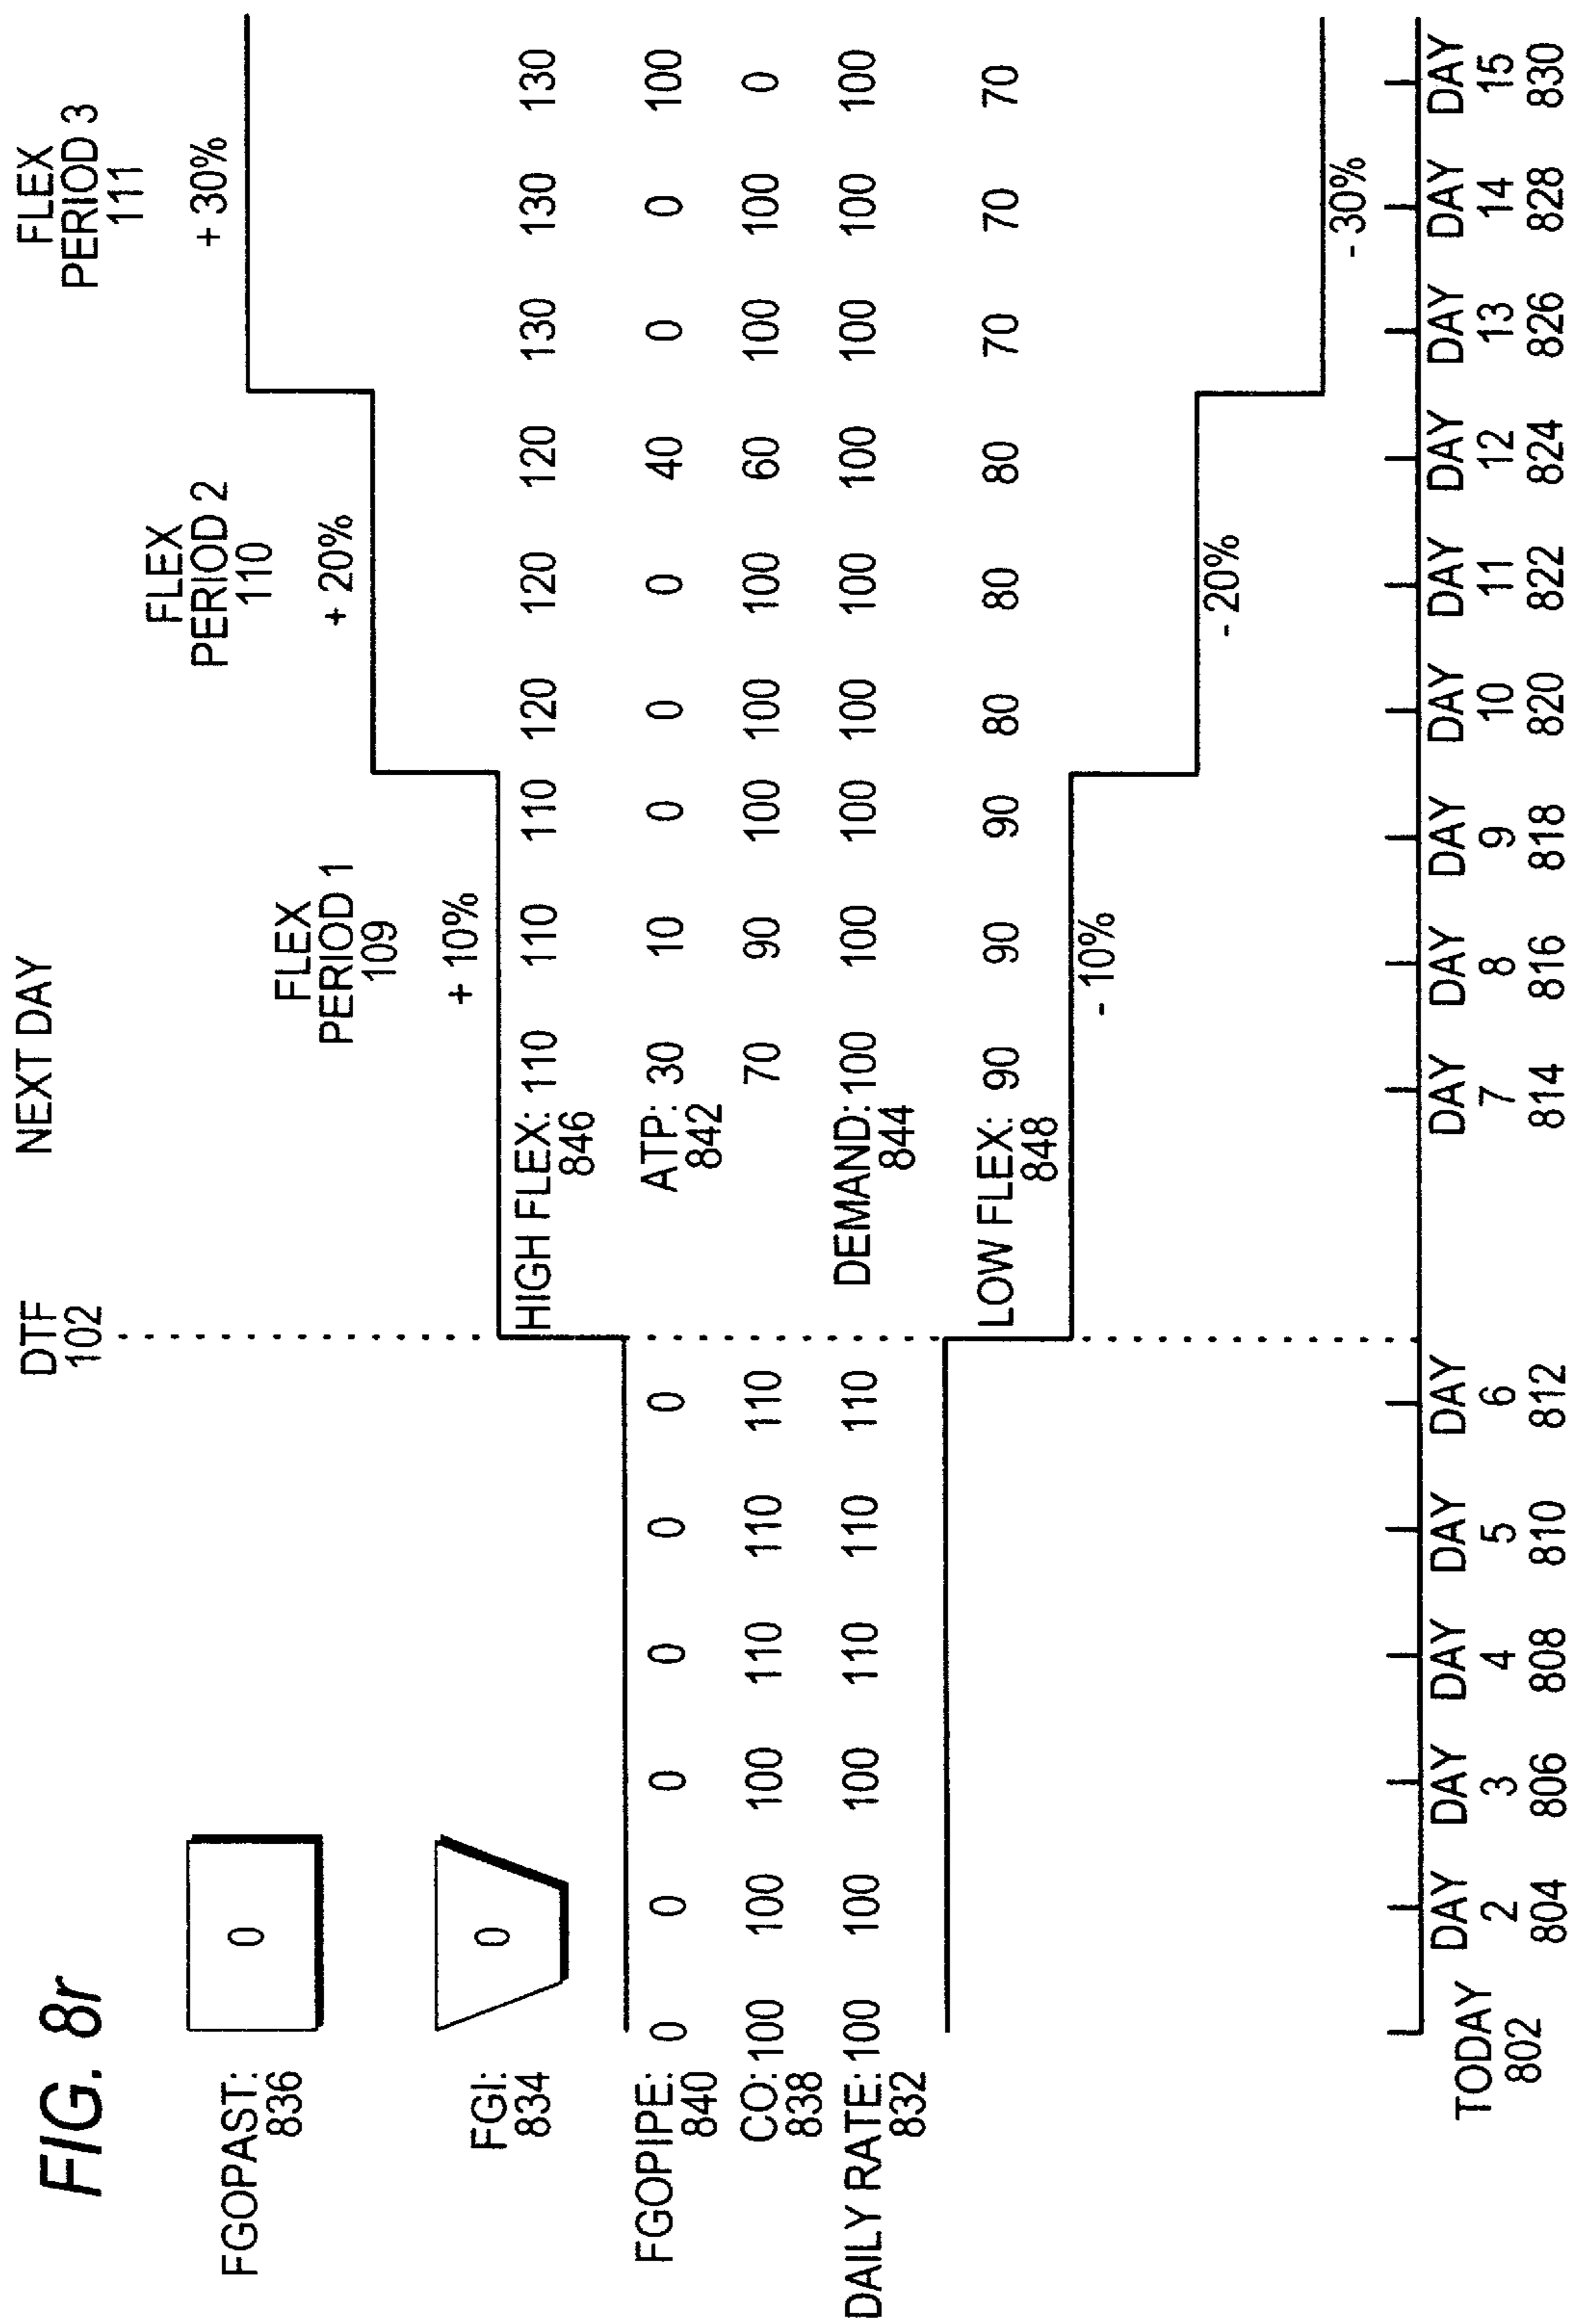 FIG. 8r
NEXT DAY
DTF
102
FLEX
PERIOD 1
109
+ 10%
FLEX
PERIOD 2
110
+ 20%
FLEX
PERIOD 3
111
+ 30%
FGOPAST:
836
0
FGI:
834
0
HIGH FLEX: 110 110 110 120 120 120 130 130 130
846
FGOPIPE: 0 0 0 0 0 0
840
ATP: 30 10 0 0 0 40 0 0 100
842
CO: 100 100 100 110 110 110 70 90 100 100 100 60 100 100 0
838
DAILY RATE: 100 100 100 110 110 110
832
DEMAND: 100 100 100 100 100 100 100 100 100
844
LOW FLEX: 90 90 90 80 80 80 70 70 70
848
- 10%
- 20%
- 30%
TODAY DAY DAY DAY DAY DAY DAY DAY DAY DAY DAY DAY DAY DAY DAY
2 3 4 5 6 7 8 9 10 11 12 13 14 15
802 804 806 808 810 812 814 816 818 820 822 824 826 828 830